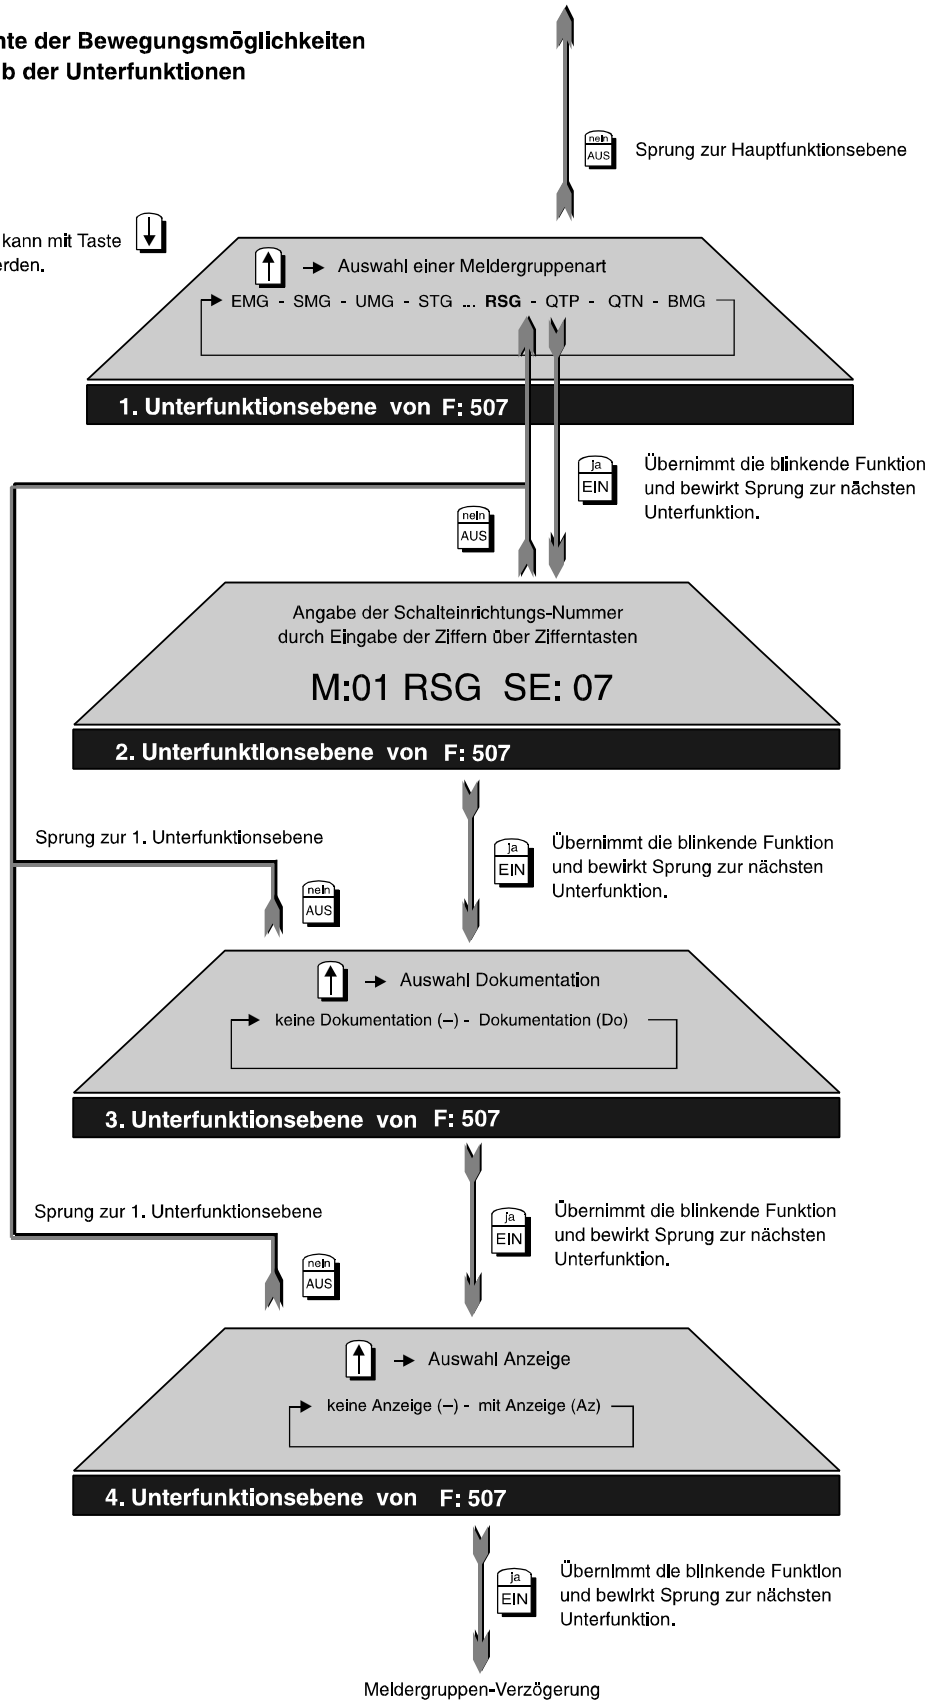 nte der Bewegungsmöglichkeiten
b der Unterfunktionen
nein
AUS
Sprung zur Hauptfunktionsebene
kann mit Taste
erden.
Auswahl einer Meldergruppenart
EMG - SMG - UMG - STG ... RSG - QTP - QTN - BMG
1. Unterfunktionsebene von F: 507
ja
EIN
Übernimmt die blinkende Funktion
und bewirkt Sprung zur nächsten
Unterfunktion.
nein
AUS
Angabe der Schalteinrichtungs-Nummer
durch Eingabe der Ziffern über Zifferntasten
M:01 RSG SE: 07
2. Unterfunktionsebene von F: 507
Sprung zur 1. Unterfunktionsebene
ja
EIN
Übernimmt die blinkende Funktion
und bewirkt Sprung zur nächsten
Unterfunktion.
nein
AUS
Auswahl Dokumentation
keine Dokumentation (–) - Dokumentation (Do)
3. Unterfunktionsebene von F: 507
Sprung zur 1. Unterfunktionsebene
ja
EIN
Übernimmt die blinkende Funktion
und bewirkt Sprung zur nächsten
Unterfunktion.
nein
AUS
Auswahl Anzeige
keine Anzeige (–) - mit Anzeige (Az)
4. Unterfunktionsebene von F: 507
ja
EIN
Übernimmt die blinkende Funktion
und bewirkt Sprung zur nächsten
Unterfunktion.
Meldergruppen-Verzögerung